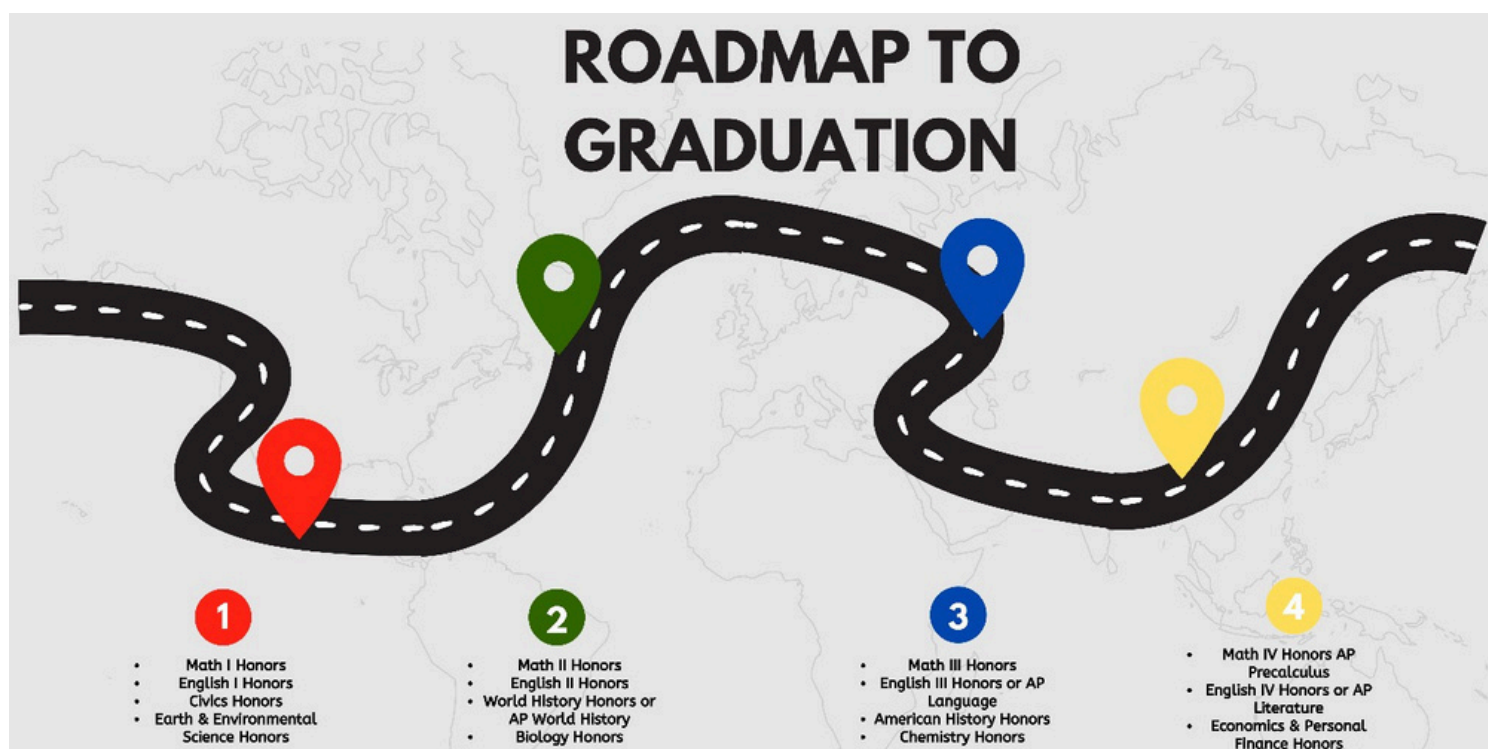 ROADMAP TO
GRADUATION
1
• Math I Honors
• English I Honors
• Civics Honors
• Earth & Environmental
Science Honors
2
• Math II Honors
• English II Honors
• World History Honors or
AP World History
• Biology Honors
3
• Math III Honors
• English III Honors or AP
Language
• American History Honors
• Chemistry Honors
4
• Math IV Honors AP
Precalculus
• English IV Honors or AP
Literature
• Economics & Personal
Finance Honors